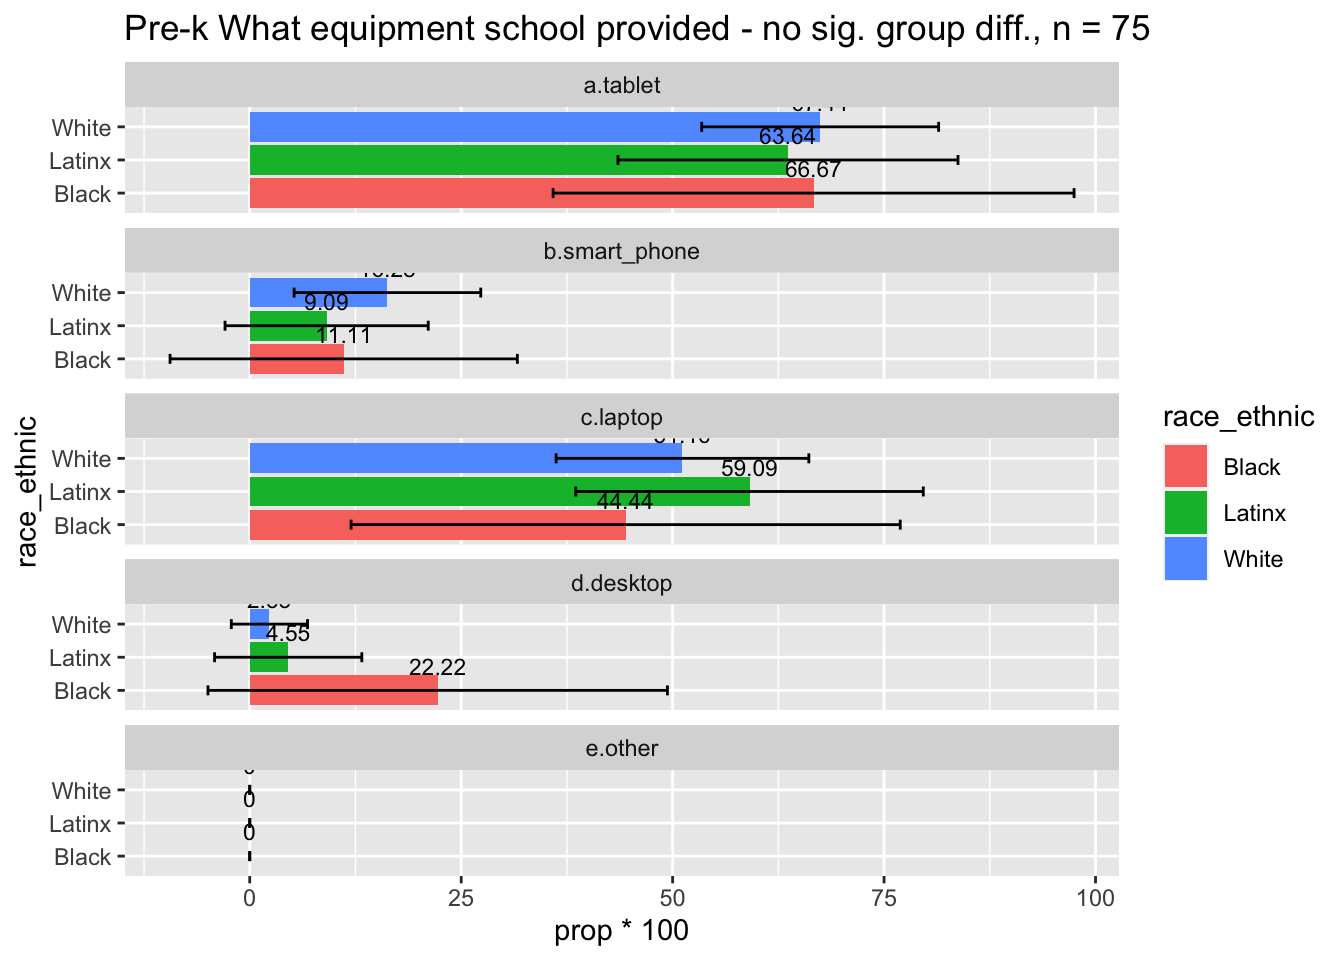 Pre-k What equipment school provided - no sig. group diff., n = 75
a.tablet
White
63.64
Latinx
66.67
Black
b.smart_phone
White
9.09
Latinx
11.11
Black
c.laptop
White
59.09
Latinx
44.44
Black
d.desktop
White
4.55
Latinx
22.22
Black
e.other
0
White
0
Latinx
0
Black
0 25 50 75 100
prop * 100
race_ethnic
race_ethnic
Black
Latinx
White